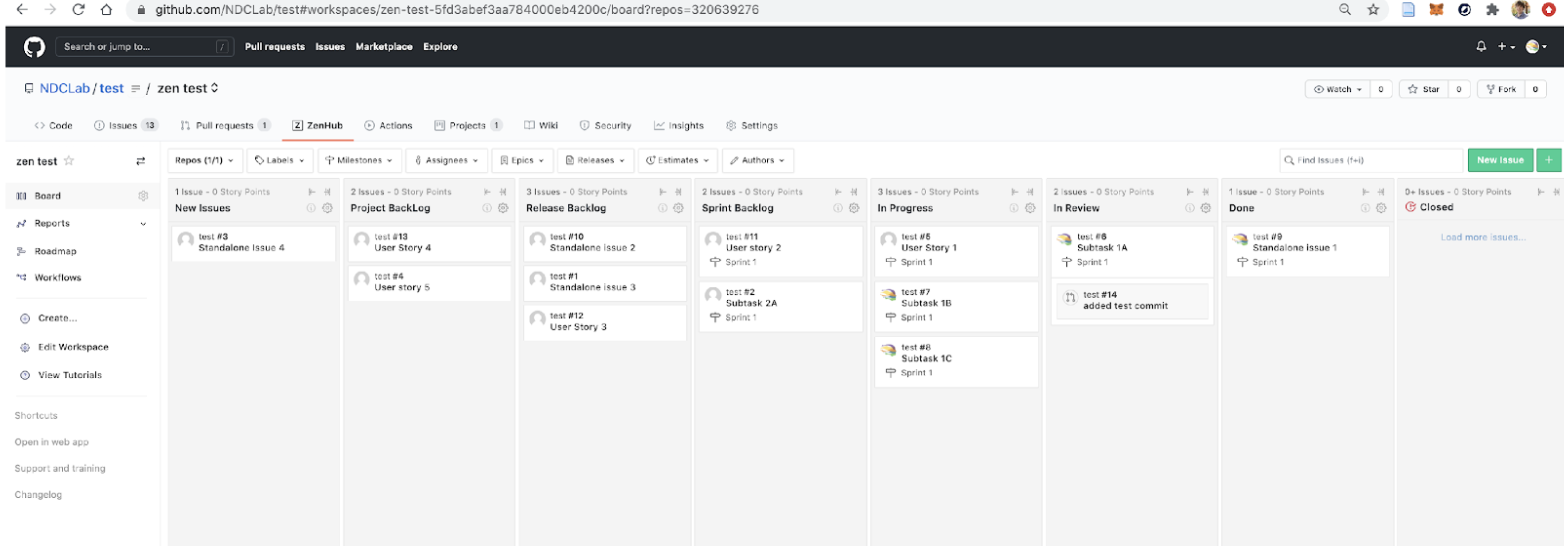 github.com/NDCLab/test#workspaces/zen-test-5fd3abef3aa784000eb4200c/board?repos=320639276
Search or jump to... / Pull requests Issues Marketplace Explore
NDCLab / test / zen test
Watch 0 Star 0 Fork 0
Code Issues 13 Pull requests 1 ZenHub Actions Projects 1 Wiki Security Insights Settings
zen test
Repos (1/1) Labels Milestones Assignees Epics Releases Estimates Authors Find Issues (f+i) New Issue +
Board
Reports
Roadmap
Workflows
Create...
Edit Workspace
View Tutorials
Shortcuts
Open in web app
Support and training
Changelog
1 Issue - 0 Story Points
New Issues
test #3
Standalone issue 4
2 Issues - 0 Story Points
Project BackLog
test #13
User Story 4
test #4
User story 5
3 Issues - 0 Story Points
Release Backlog
test #10
Standalone issue 2
test #1
Standalone issue 3
test #12
User Story 3
2 Issues - 0 Story Points
Sprint Backlog
test #11
User story 2
Sprint 1
test #2
Subtask 2A
Sprint 1
3 Issues - 0 Story Points
In Progress
test #5
User Story 1
Sprint 1
test #7
Subtask 1B
Sprint 1
test #8
Subtask 1C
Sprint 1
2 Issues - 0 Story Points
In Review
test #6
Subtask 1A
Sprint 1
test #14
added test commit
1 Issue - 0 Story Points
Done
test #9
Standalone issue 1
Sprint 1
0+ Issues - 0 Story Points
Closed
Load more issues...